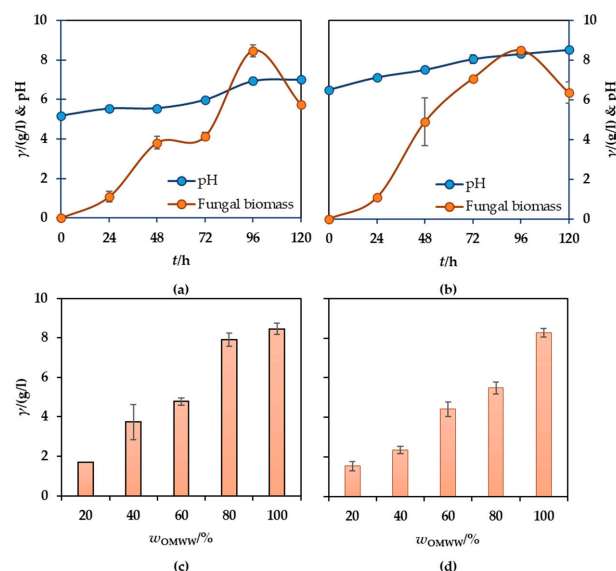 10
8
6
4
2
0
γ/(g/l) & pH
pH
Fungal biomass
0 24 48 72 96 120
t/h
(a)
pH
Fungal biomass
10
8
6
4
2
0
γ/(g/l) & pH
0 24 48 72 96 120
t/h
(b)
10
8
6
4
2
0
γ/(g/l)
20 40 60 80 100
wOMWW/%
(c)
20 40 60 80 100
wOMWW/%
(d)